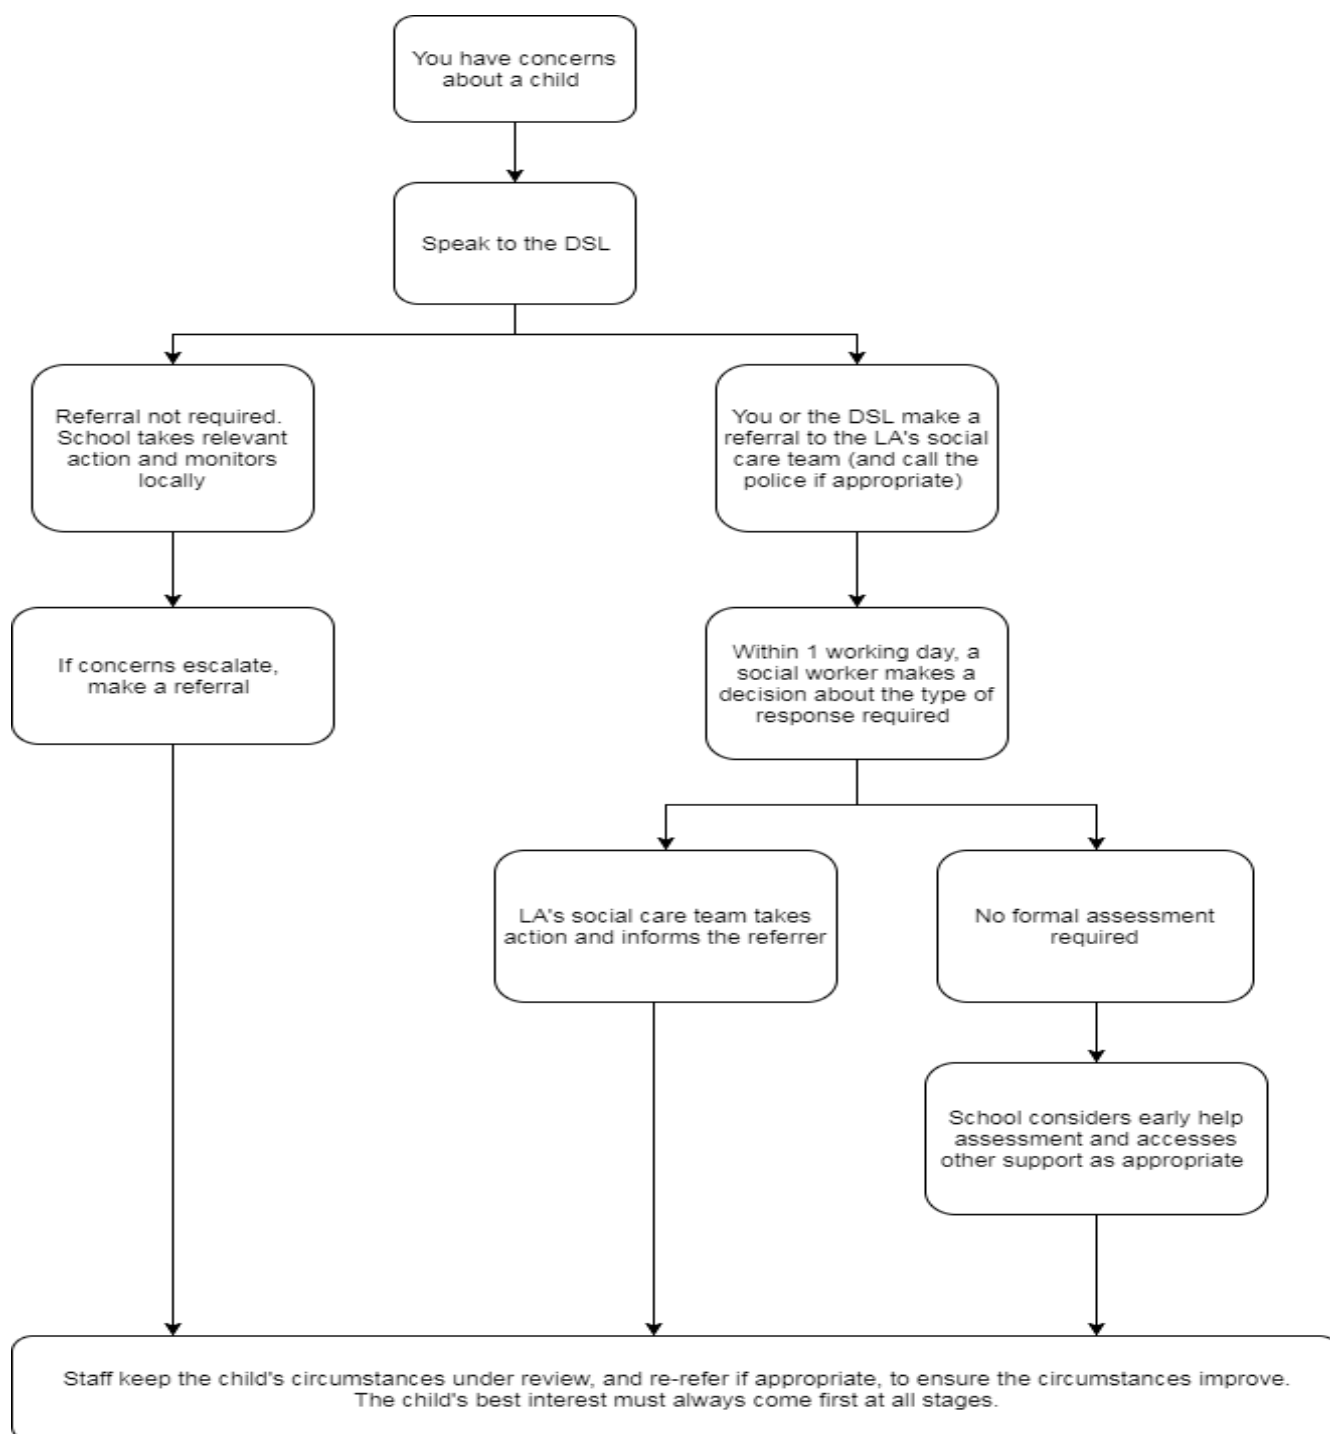 You have concerns
about a child
Speak to the DSL
Referral not required.
School takes relevant
action and monitors
locally
You or the DSL make a
referral to the LA's social
care team (and call the
police if appropriate)
If concerns escalate,
make a referral
Within 1 working day, a
social worker makes a
decision about the type of
response required
LA's social care team takes
action and informs the referrer
No formal assessment
required
School considers early help
assessment and accesses
other support as appropriate
Staff keep the child's circumstances under review, and re-refer if appropriate, to ensure the circumstances improve.
The child's best interest must always come first at all stages.